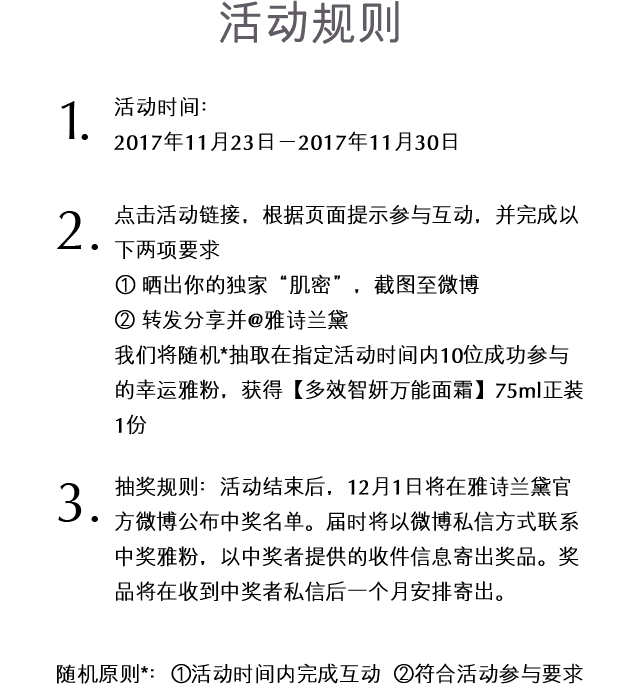 活动规则
1. 活动时间：
2017年11月23日－2017年11月30日
2. 点击活动链接，根据页面提示参与互动，并完成以
下两项要求
① 晒出你的独家“肌密”，截图至微博
② 转发分享并@雅诗兰黛
我们将随机*抽取在指定活动时间内10位成功参与
的幸运雅粉，获得【多效智妍万能面霜】75ml正装
1份
3. 抽奖规则：活动结束后，12月1日将在雅诗兰黛官
方微博公布中奖名单。届时将以微博私信方式联系
中奖雅粉，以中奖者提供的收件信息寄出奖品。奖
品将在收到中奖者私信后一个月安排寄出。
随机原则*：①活动时间内完成互动 ②符合活动参与要求